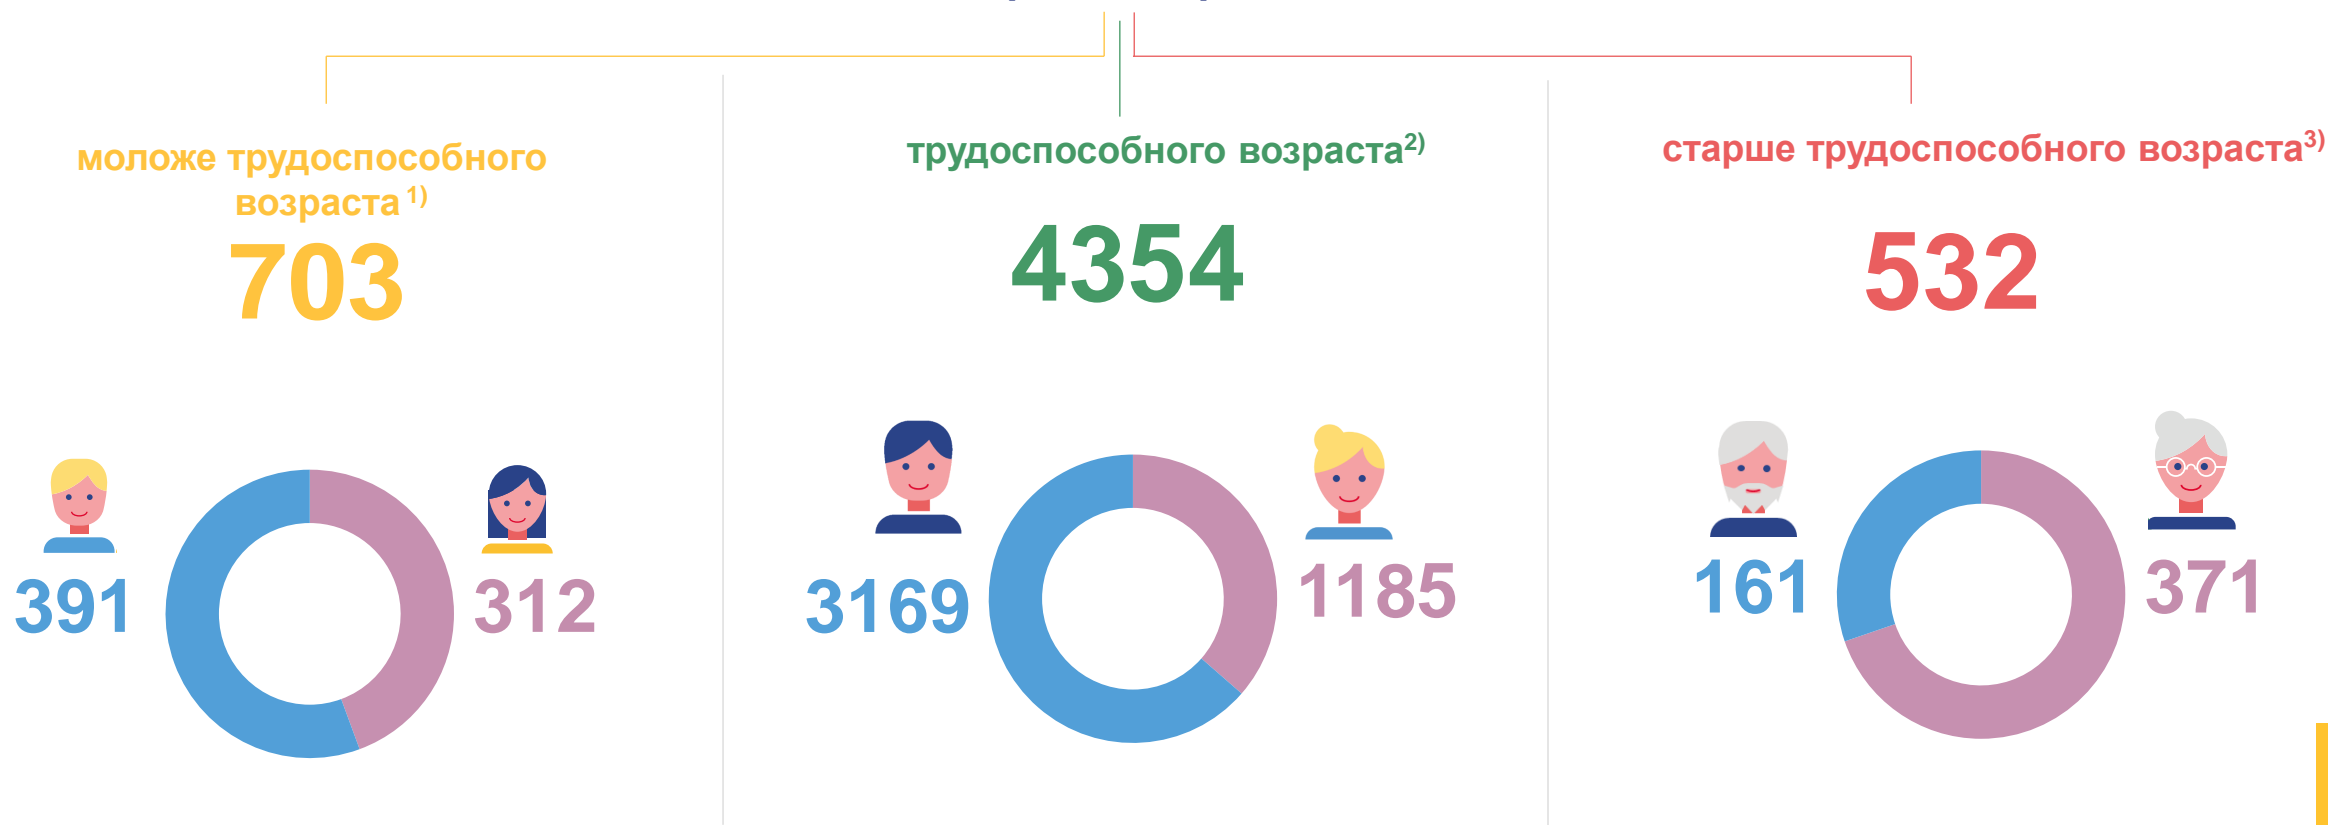 моложе трудоспособного
возраста 1)
703
трудоспособного возраста2)
4354
старше трудоспособного возраста3)
532
391
312
3169
1185
161
371